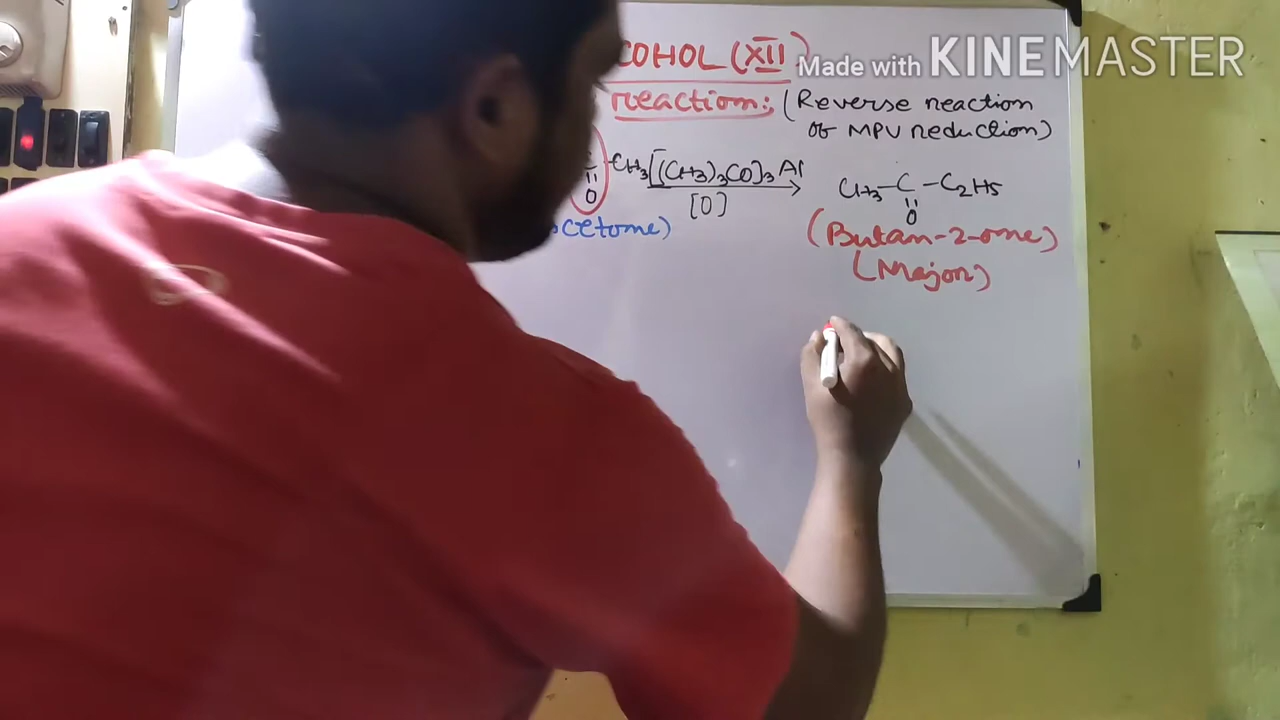 COHOL (XII)
Made with KINEMASTER
reaction: (Reverse reaction
of MPV reduction)
-CH3 [(CH3)3CO]3Al
[O]
O
CH3-C-C2H5
O
cetone)
(Butan-2-one)
(Major)